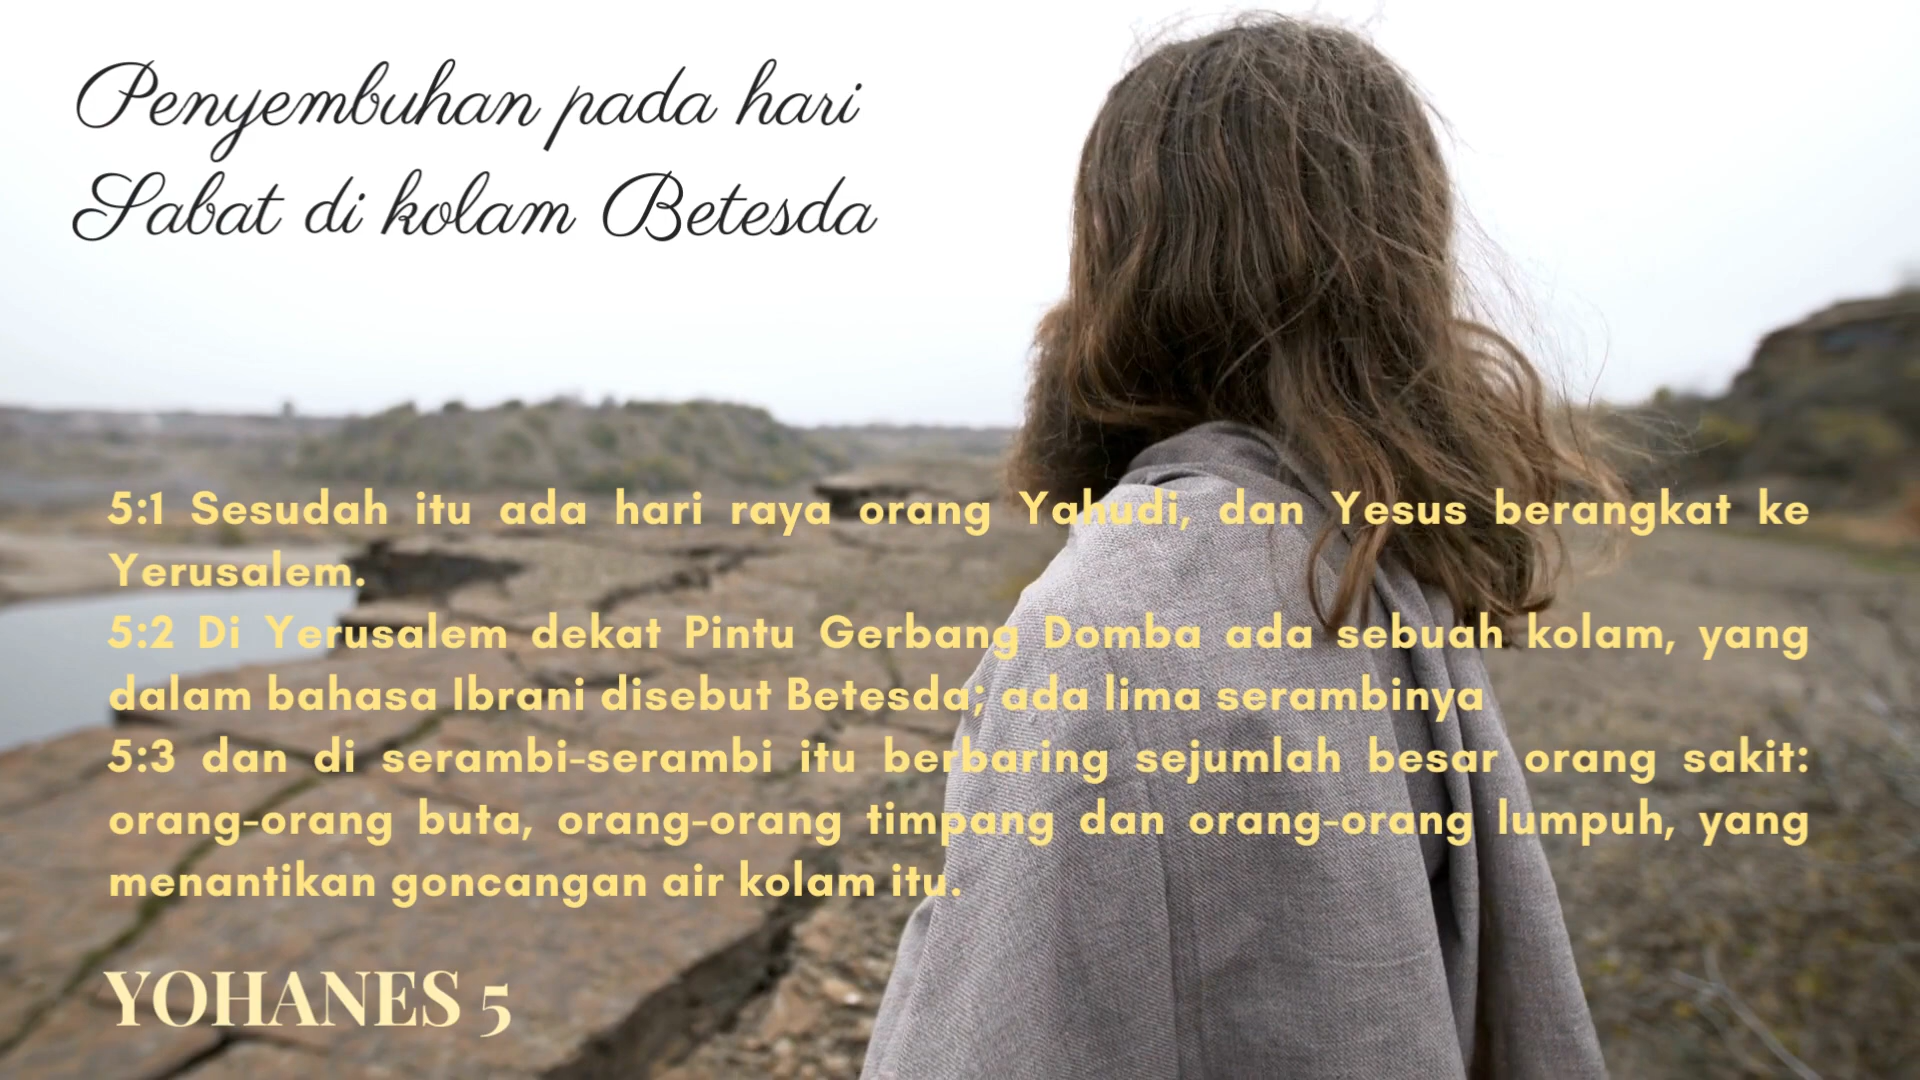 Penyembuhan pada hari
Sabat di kolam Betesda
5:1 Sesudah itu ada hari raya orang Yahudi, dan Yesus berangkat ke
Yerusalem.
5:2 Di Yerusalem dekat Pintu Gerbang Domba ada sebuah kolam, yang
dalam bahasa Ibrani disebut Betesda; ada lima serambinya
5:3 dan di serambi-serambi itu berbaring sejumlah besar orang sakit:
orang-orang buta, orang-orang timpang dan orang-orang lumpuh, yang
menantikan goncangan air kolam itu.
YOHANES 5